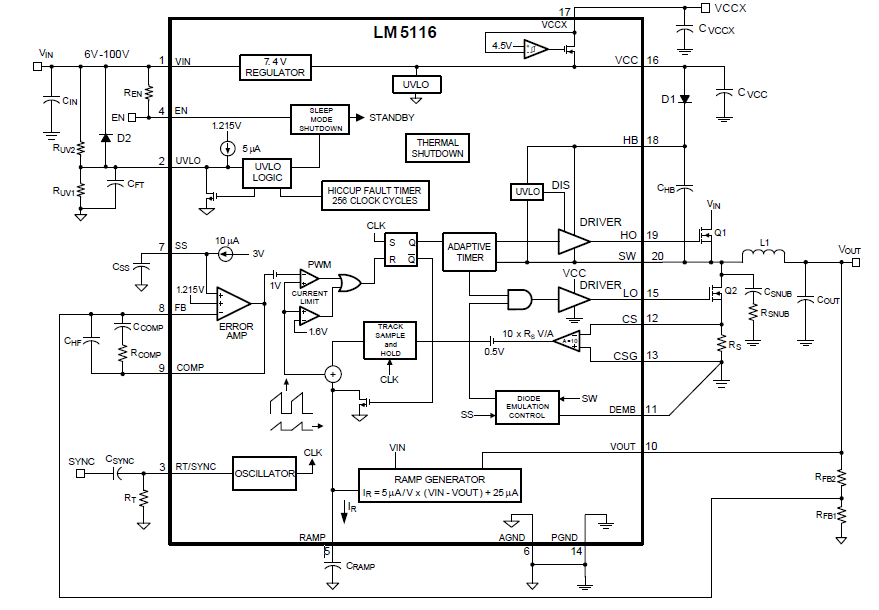 17
VCCX
VCCX
C VCCX
LM5116
4.5V
VIN
6V-100V
1
VIN
7.4 V
REGULATOR
VCC
16
UVLO
CIN
REN
EN
4
EN
SLEEP
MODE
SHUTDOWN
STANDBY
D1
C VCC
D2
1.215V
5 µA
THERMAL
SHUTDOWN
HB
18
RUV2
2
UVLO
UVLO
LOGIC
RUV1
CFT
HICCUP FAULT TIMER
256 CLOCK CYCLES
UVLO
DIS
CHB
VIN
DRIVER
CLK
7
SS
10 µA
3V
S
Q
R
Q
ADAPTIVE
TIMER
HO
19
Q1
SW
20
L1
VOUT
CSS
1V
PWM
CURRENT
LIMIT
VCC
DRIVER
LO
15
Q2
CSNUB
RSNUB
COUT
1.215V
8
FB
ERROR
AMP
1.6V
CHF
CCOMP
RCOMP
TRACK
SAMPLE
and
HOLD
CLK
10 x RS V/A
0.5V
A=10
CS
12
CSG
13
RS
9
COMP
+
SS
DIODE
EMULATION
CONTROL
SW
DEMB
11
SYNC
CSYNC
3
RT/SYNC
OSCILLATOR
CLK
VIN
VOUT
10
RT
RAMP GENERATOR
IR = 5 µA/V x (VIN - VOUT) + 25 µA
RFB2
RFB1
IR
RAMP
5
CRAMP
AGND
6
PGND
14